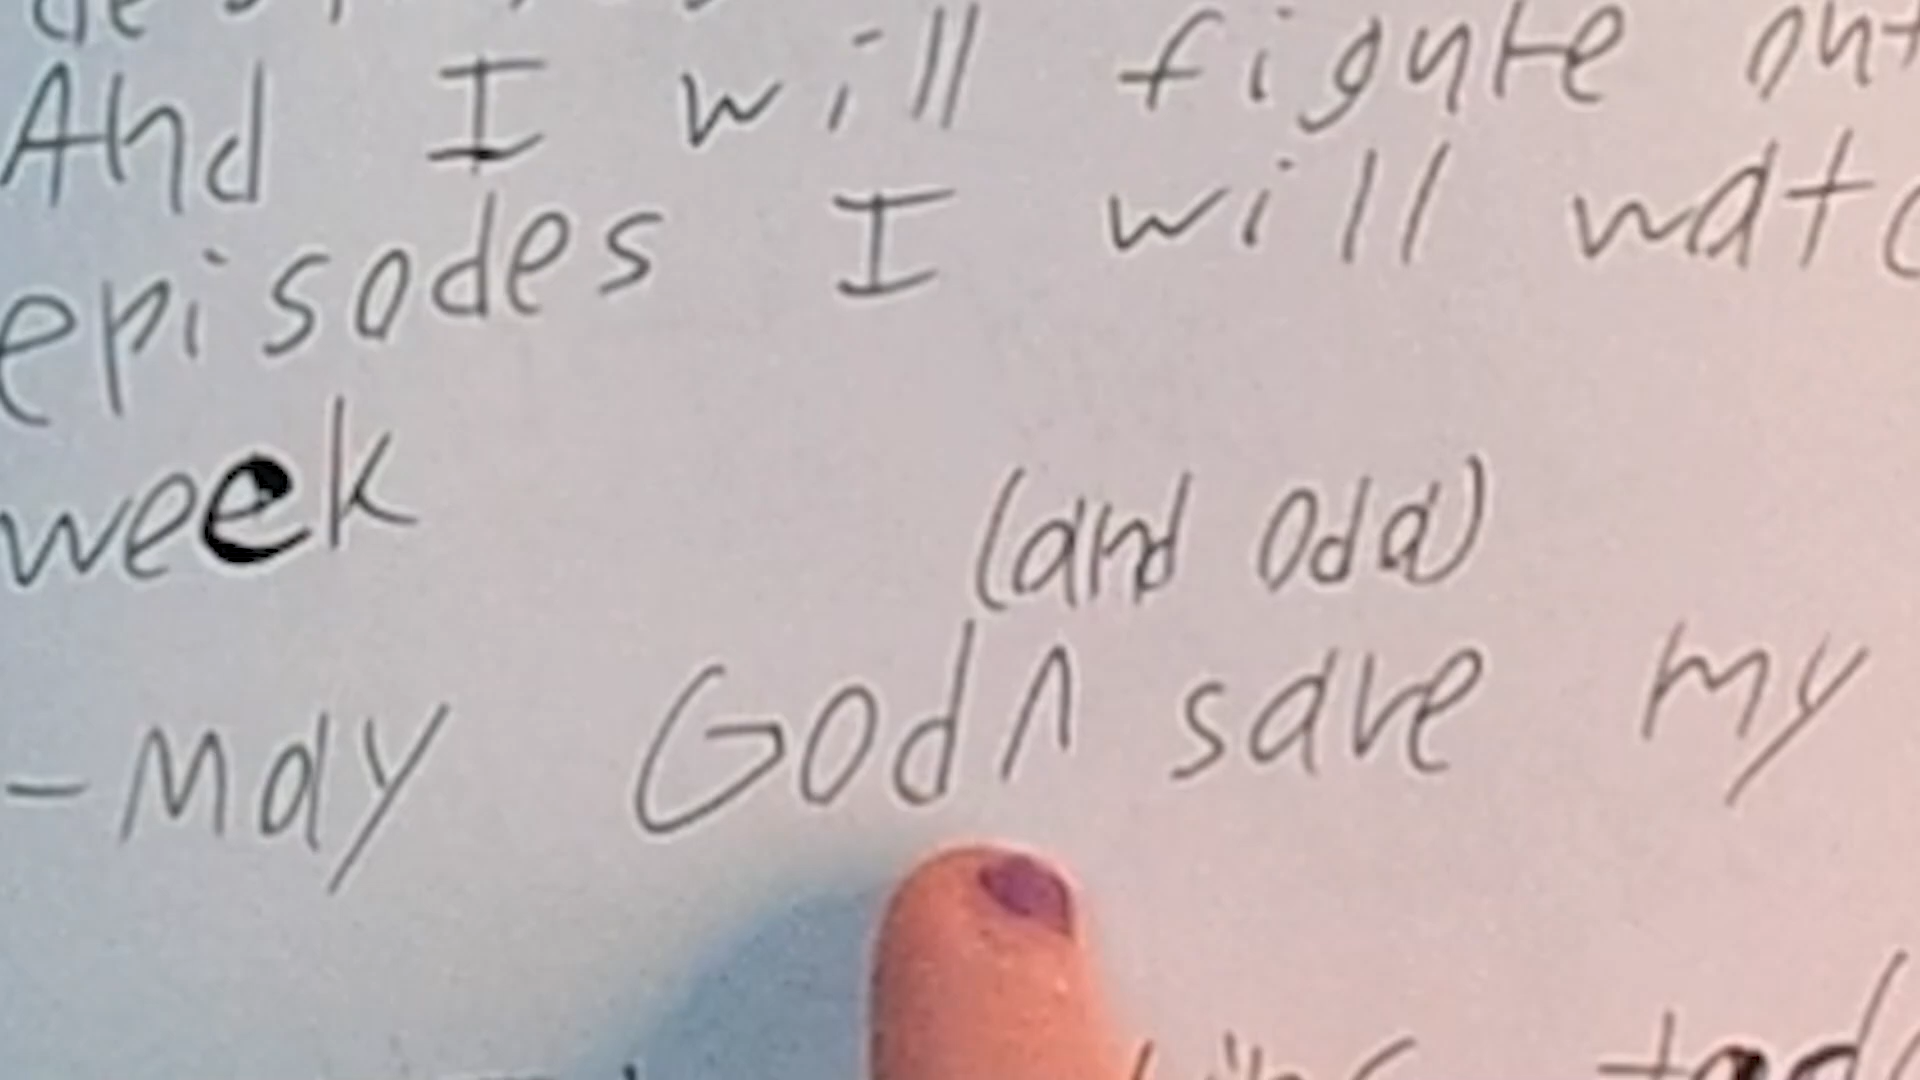 And I will figure out
episodes I will watc
week
(and Oda)
-May God^ save my